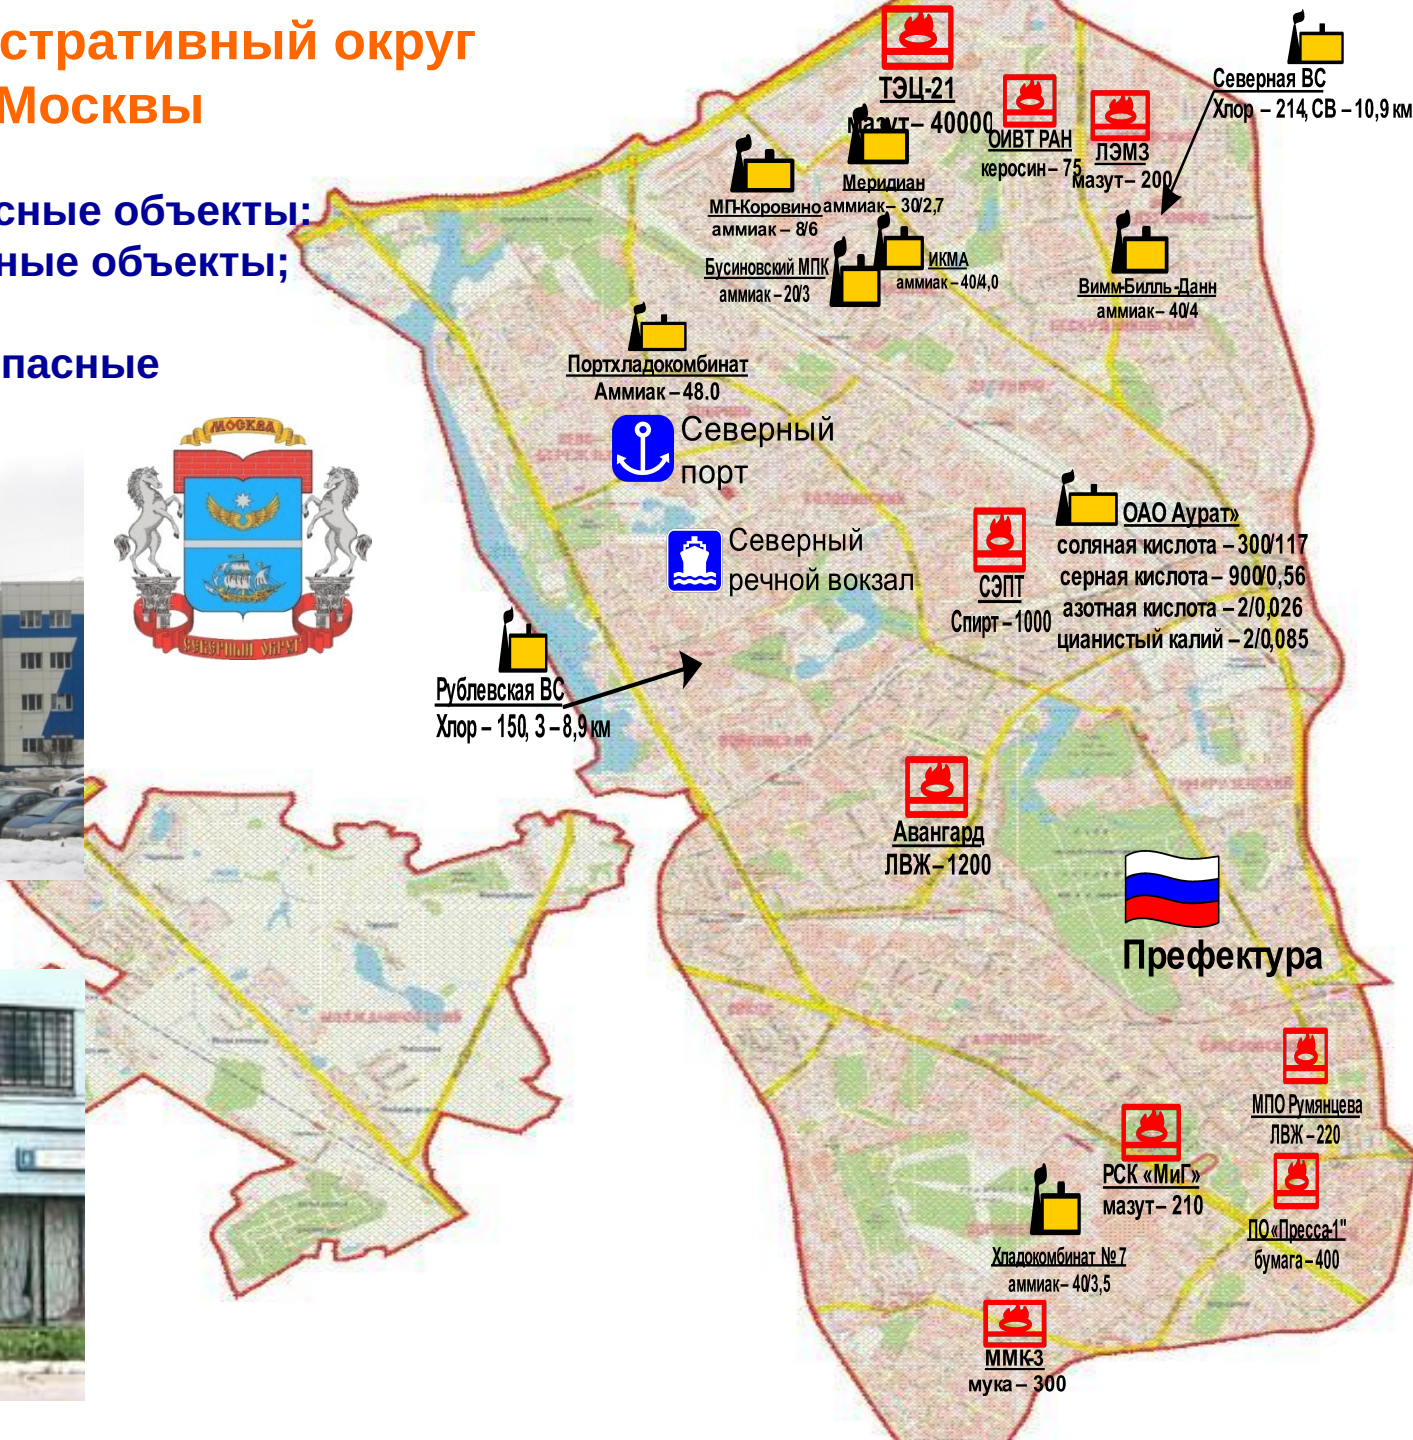 стративный округ
Москвы
сные объекты:
ные объекты;
пасные
МОСКВА
СЕВЕРНЫЙ ОКРУГ
ТЭЦ-21
мазут – 40000
ОИВТ РАН
керосин – 75
ЛЭМЗ
мазут – 200
Северная ВС
Хлор – 214, СВ – 10,9 км
Меридиан
аммиак – 30/2,7
МП-Коровино
аммиак – 8/6
Бусиновский МПК
аммиак – 20/3
ИКМА
аммиак – 40/4,0
Вимм-Билль-Данн
аммиак – 40/4
Портхладокомбинат
Аммиак – 48.0
Северный
порт
Северный
речной вокзал
ОАО Аурат»
соляная кислота – 300/117
серная кислота – 900/0,56
азотная кислота – 2/0,026
цианистый калий – 2/0,085
СЭПТ
Спирт – 1000
Рублевская ВС
Хлор – 150, З – 8,9 км
Авангард
ЛВЖ – 1200
Префектура
МПО Румянцева
ЛВЖ – 220
РСК «МиГ»
мазут – 210
ПО «Пресса-1"
бумага – 400
Хладокомбинат № 7
аммиак – 40/3,5
ММК-3
мука – 300